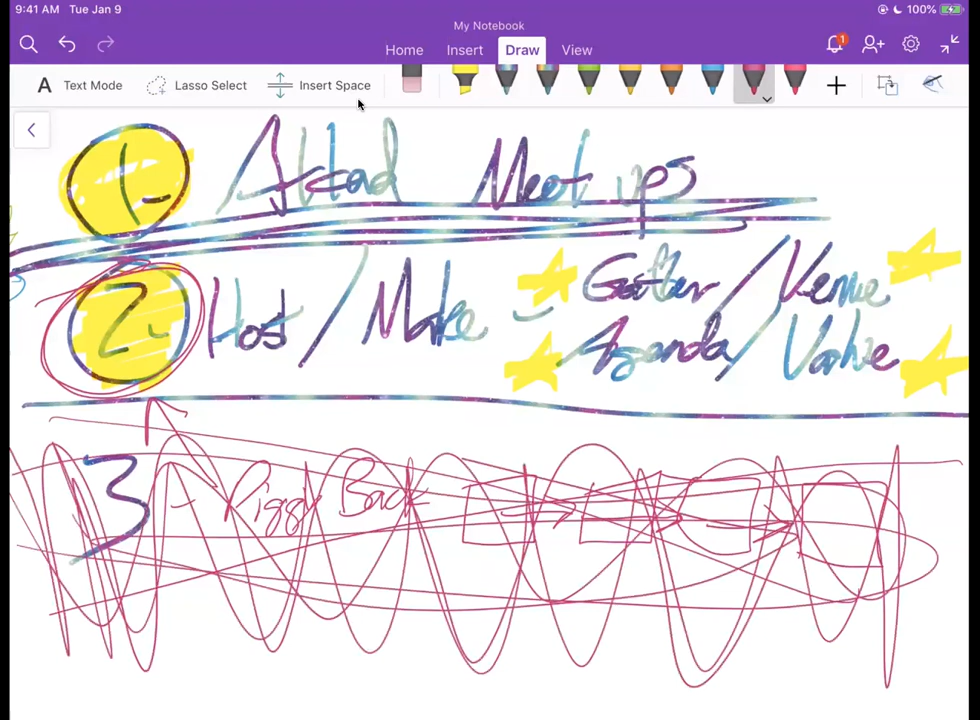 9:41 AM Tue Jan 9
100%
My Notebook
Home Insert Draw View
1
A Text Mode Lasso Select Insert Space
1- Attend Meet ups
2- Host / Make = Gather / Venue
Agenda / Value
3 - Piggy Back